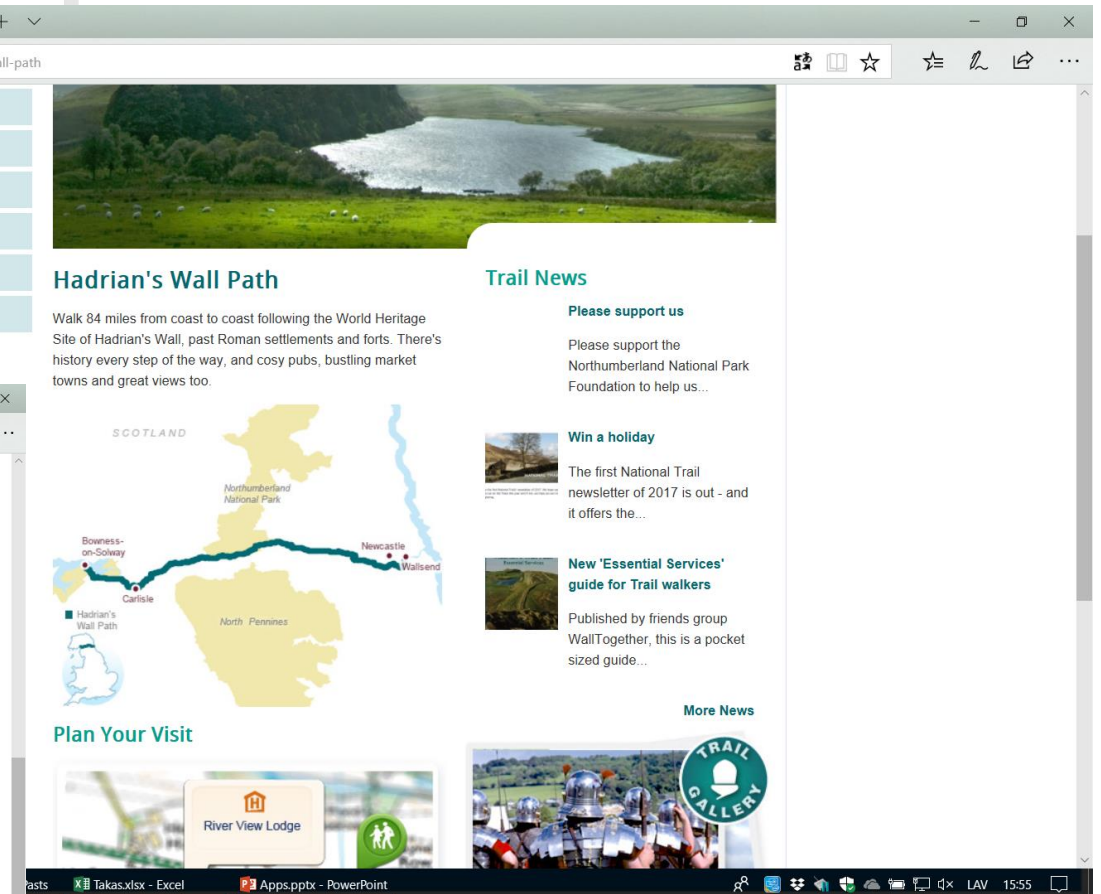 all-path
Hadrian's Wall Path
Walk 84 miles from coast to coast following the World Heritage
Site of Hadrian's Wall, past Roman settlements and forts. There's
history every step of the way, and cosy pubs, bustling market
towns and great views too.
SCOTLAND
Northumberland
National Park
Bowness-
on-Solway
Newcastle
Wallsend
Carlisle
Hadrian's
Wall Path
North Pennines
Trail News
Please support us
Please support the
Northumberland National Park
Foundation to help us...
Win a holiday
The first National Trail
newsletter of 2017 is out - and
it offers the...
Essential Services
New 'Essential Services'
guide for Trail walkers
Published by friends group
WallTogether, this is a pocket
sized guide...
More News
Plan Your Visit
River View Lodge
TRAIL
GALLERY
Pasts
Takas.xlsx - Excel
Apps.pptx - PowerPoint
LAV
15:55